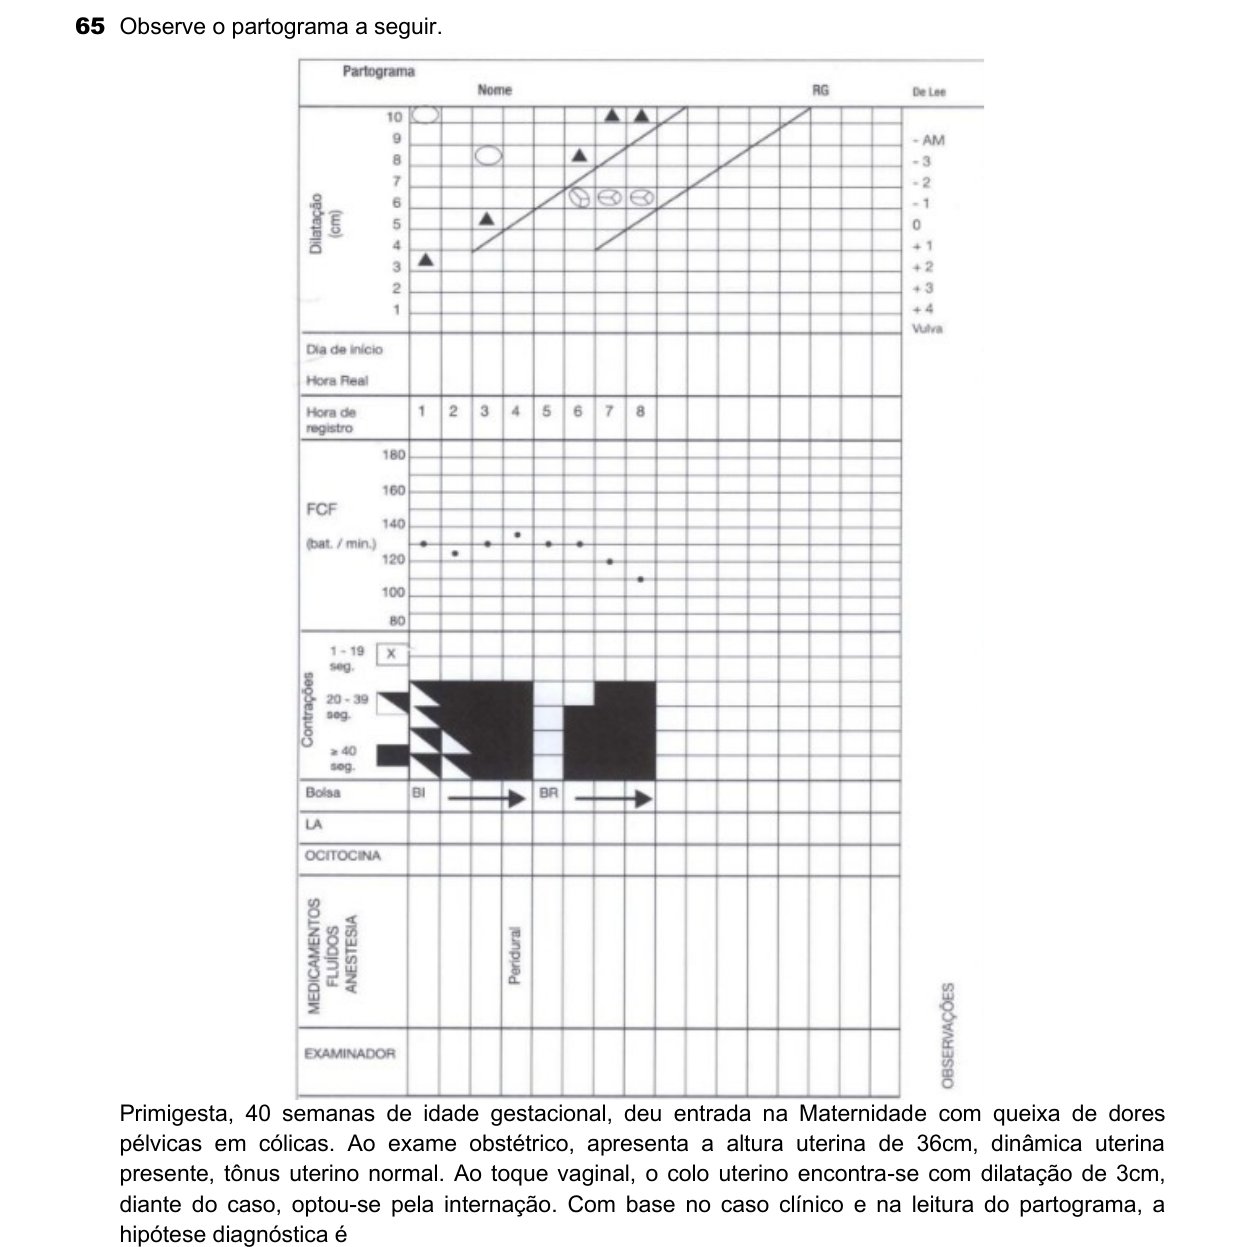 65 Observe o partograma a seguir.
Partograma
Nome RG De Lee
10
9 - AM
8 - 3
7 - 2
6 - 1
5 0
4 + 1
3 + 2
2 + 3
1 + 4
Vulva
Dilatação
(cm)
Dia de início
Hora Real
Hora de
registro
1 2 3 4 5 6 7 8
180
160
FCF
140
(bat. / min.)
120
100
80
Contrações
1 - 19
seg.
X
20 - 39
seg.
≥ 40
seg.
Bolsa BI BR
LA
OCITOCINA
MEDICAMENTOS
FLUÍDOS
ANESTESIA
Peridural
OBSERVAÇÕES
EXAMINADOR
Primigesta, 40 semanas de idade gestacional, deu entrada na Maternidade com queixa de dores
pélvicas em cólicas. Ao exame obstétrico, apresenta a altura uterina de 36cm, dinâmica uterina
presente, tônus uterino normal. Ao toque vaginal, o colo uterino encontra-se com dilatação de 3cm,
diante do caso, optou-se pela internação. Com base no caso clínico e na leitura do partograma, a
hipótese diagnóstica é